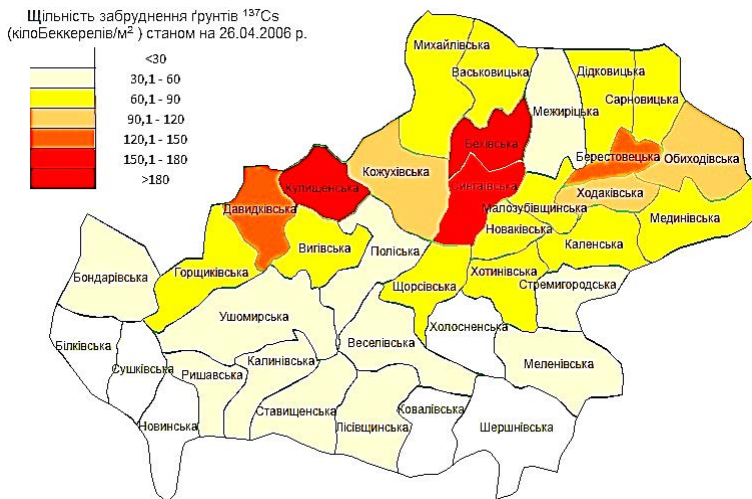 Щільність забруднення ґрунтів ¹³⁷Cs
(кілоБеккерелів/м² ) станом на 26.04.2006 р.
<30
30,1 - 60
60,1 - 90
90,1 - 120
120,1 - 150
150,1 - 180
>180
Михайлівська
Васьковицька
Дідковицька
Межиріцька
Сарновицька
Бехівська
Берестовецька
Обиходівська
Кожухівська
Купищенська
Сингаївська
Ходаківська
Давидківська
Малозубівщинська
Мединівська
Новаківська
Каленська
Вигівська
Поліська
Горщиківська
Хотинівська
Бондарівська
Щорсівська
Стремигородська
Ушомирська
Холосненська
Білківська
Веселівська
Калинівська
Сушківська
Ришавська
Меленівська
Ставищенська
Ковалівська
Новинська
Лісівщинська
Шершнівська